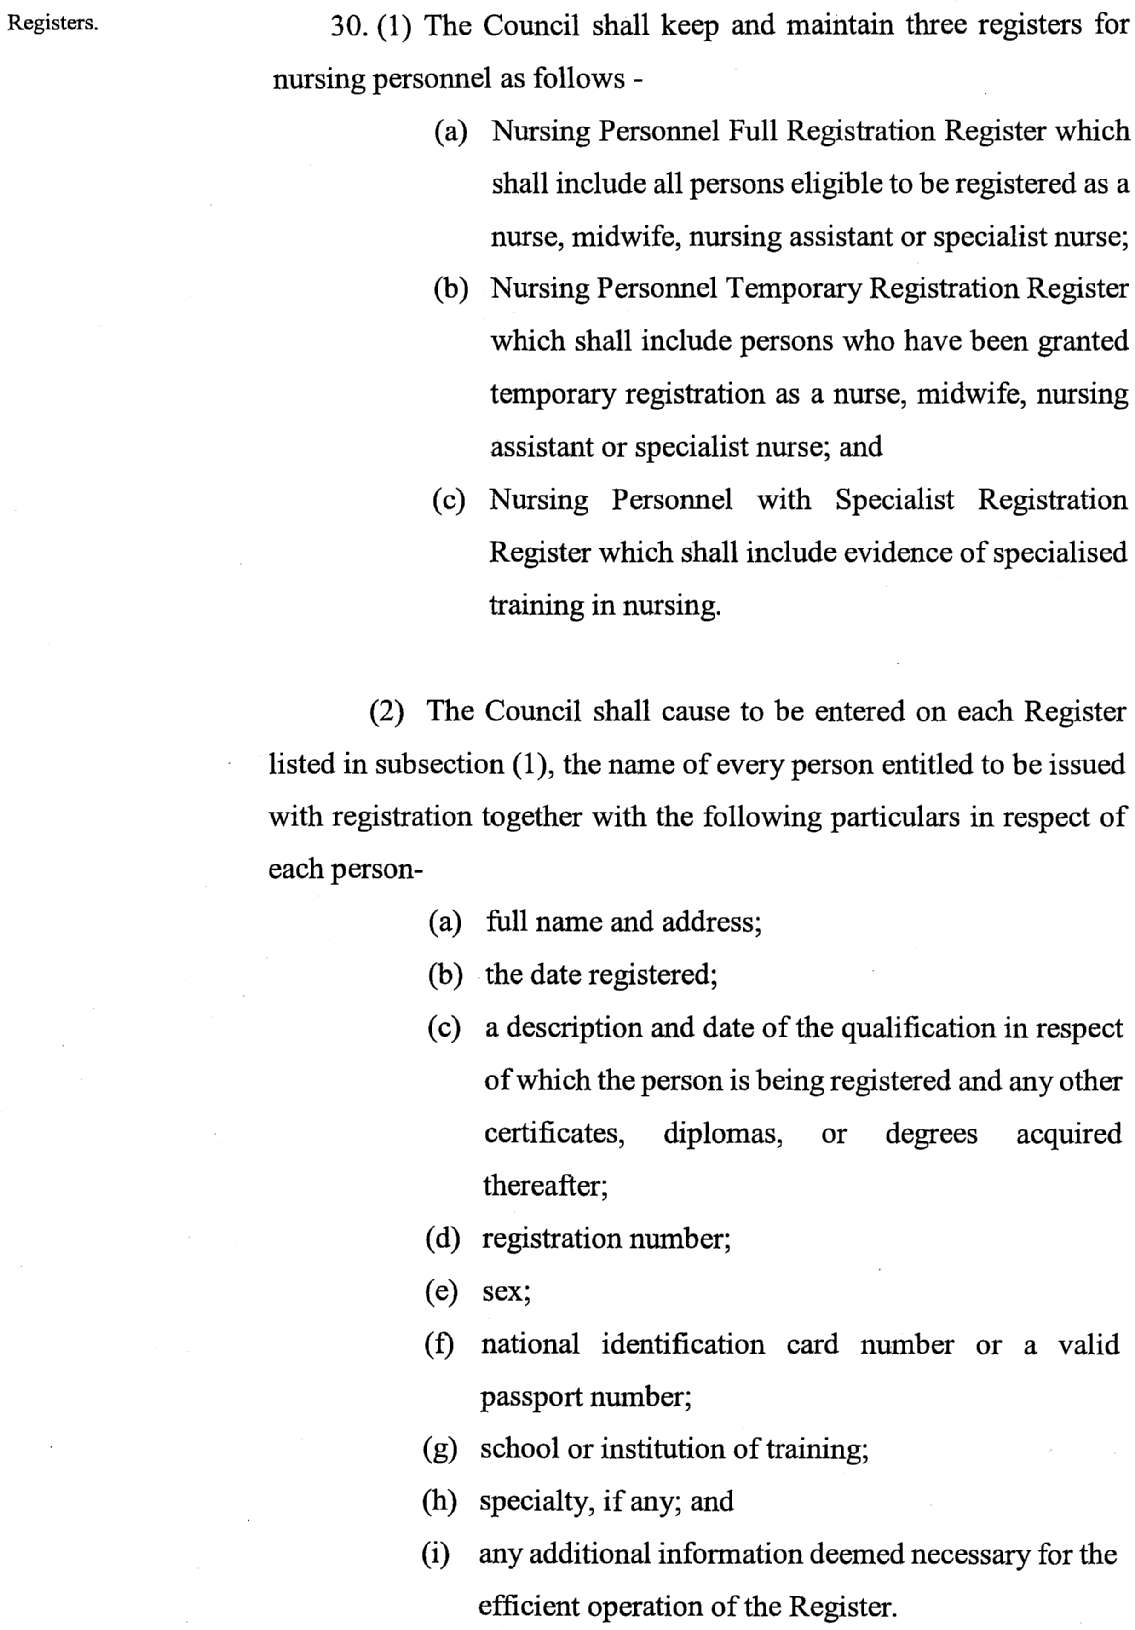 Registers.
30. (1) The Council shall keep and maintain three registers for
nursing personnel as follows -
(a) Nursing Personnel Full Registration Register which
shall include all persons eligible to be registered as a
nurse, midwife, nursing assistant or specialist nurse;
(b) Nursing Personnel Temporary Registration Register
which shall include persons who have been granted
temporary registration as a nurse, midwife, nursing
assistant or specialist nurse; and
(c) Nursing Personnel with Specialist Registration
Register which shall include evidence of specialised
training in nursing.
(2) The Council shall cause to be entered on each Register
listed in subsection (1), the name of every person entitled to be issued
with registration together with the following particulars in respect of
each person-
(a) full name and address;
(b) the date registered;
(c) a description and date of the qualification in respect
of which the person is being registered and any other
certificates, diplomas, or degrees acquired
thereafter;
(d) registration number;
(e) sex;
(f) national identification card number or a valid
passport number;
(g) school or institution of training;
(h) specialty, if any; and
(i) any additional information deemed necessary for the
efficient operation of the Register.